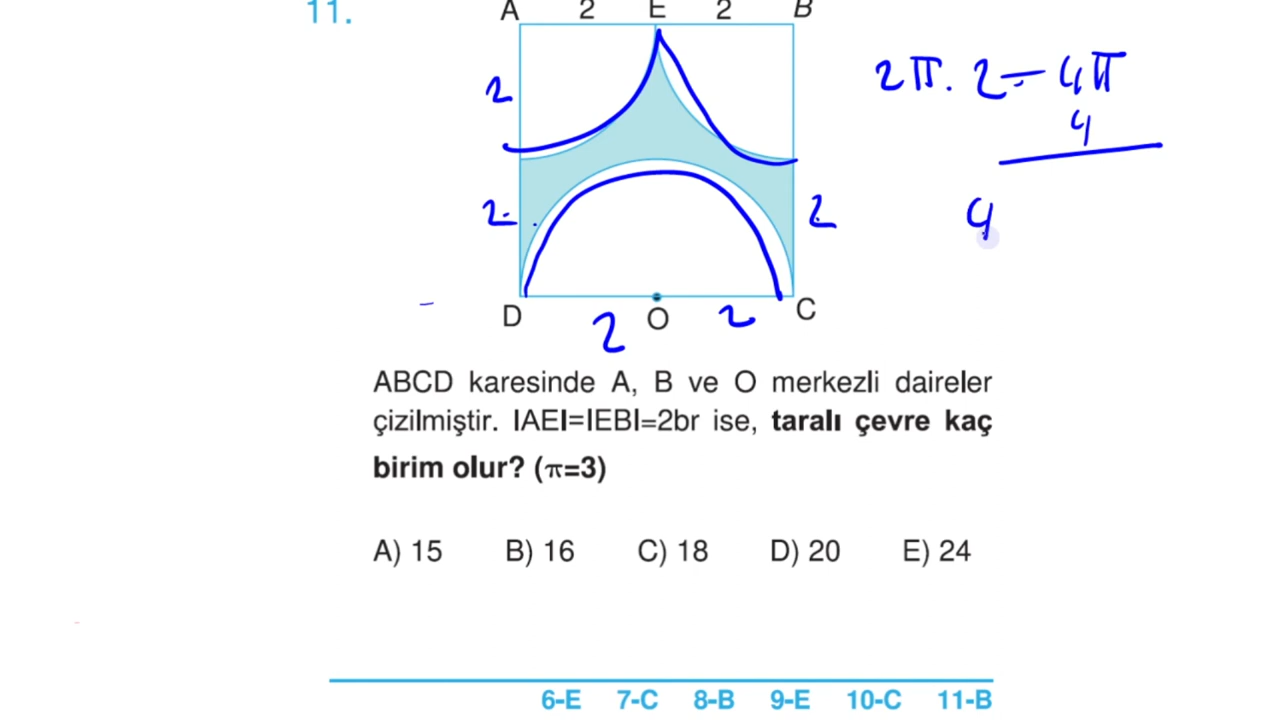 11.
A 2 E 2 B
2
2π. 2 = 4π
4
2
2
4
D 2 O 2 C
ABCD karesinde A, B ve O merkezli daireler
çizilmiştir. IAEI=IEBI=2br ise, taralı çevre kaç
birim olur? (π=3)
A) 15 B) 16 C) 18 D) 20 E) 24
6-E 7-C 8-B 9-E 10-C 11-B